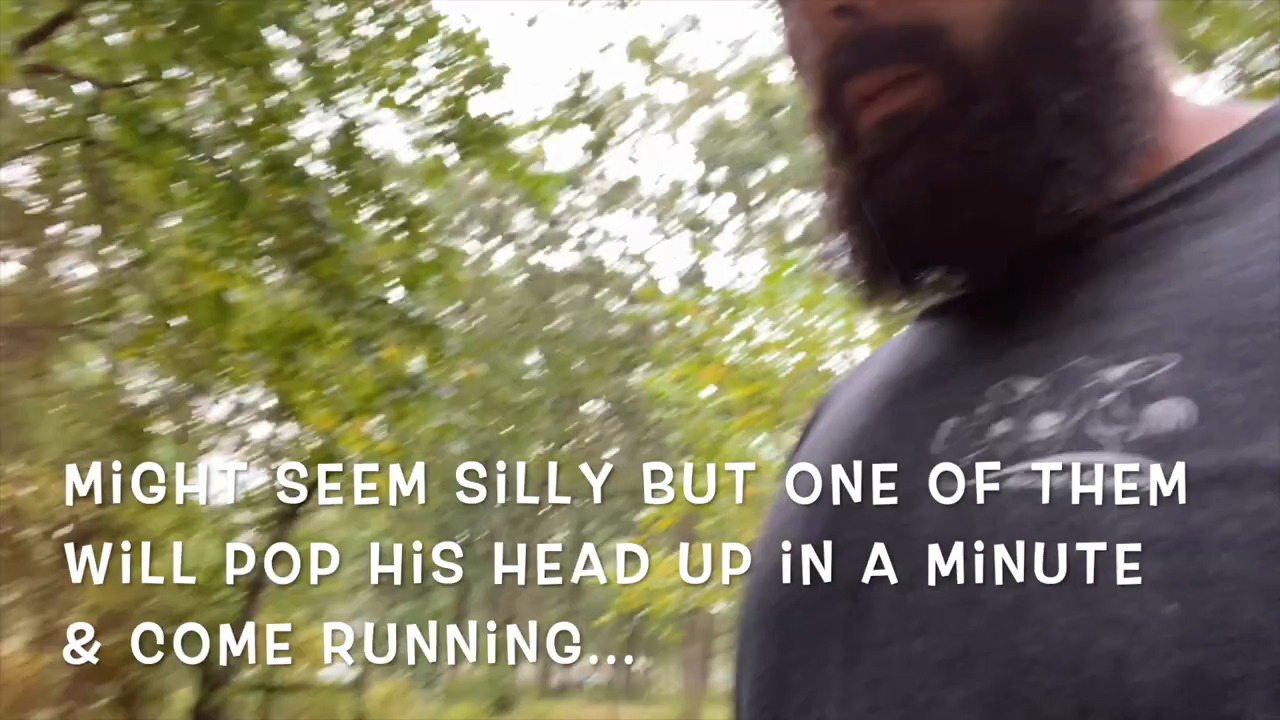 MiGHT SEEM SiLLY BUT ONE OF THEM
WiLL POP HiS HEAD UP iN A MiNUTE
& COME RUNNiNG...